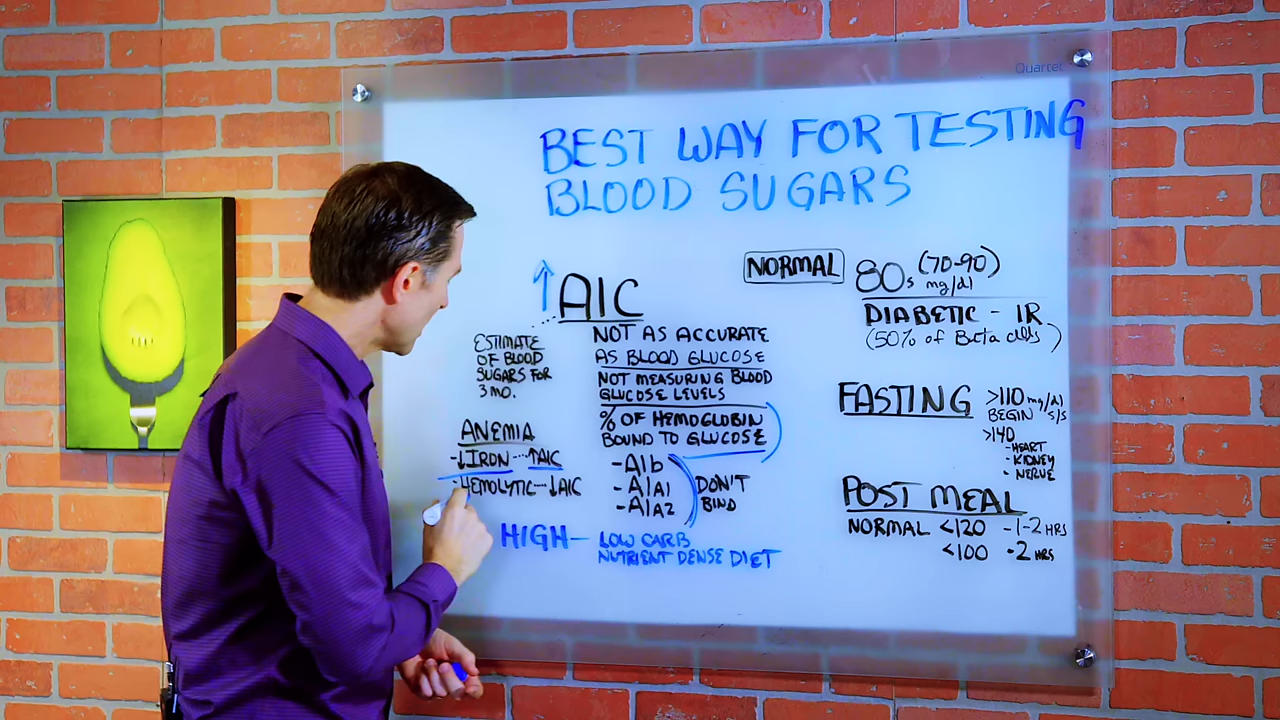 Quartet
BEST WAY FOR TESTING
BLOOD SUGARS
↑ A1C
ESTIMATE
OF BLOOD
SUGARS FOR
3 MO.
NOT AS ACCURATE
AS BLOOD GLUCOSE
NOT MEASURING BLOOD
GLUCOSE LEVELS
% OF HEMOGLOBIN
BOUND TO GLUCOSE
-A1b
-A1A1
-A1A2
DON'T
BIND
ANEMIA
-↓IRON ... ↑A1C
-HEMOLYTIC ... ↓A1C
HIGH — LOW CARB
NUTRIENT DENSE DIET
NORMAL 80s (70-90)
mg/dl
DIABETIC - IR
(50% of Beta cells)
FASTING >110 mg/dl
BEGIN s/s
>140
-HEART
-KIDNEY
-NERVE
POST MEAL
NORMAL <120 -1-2 HRS
<100 -2 HRS